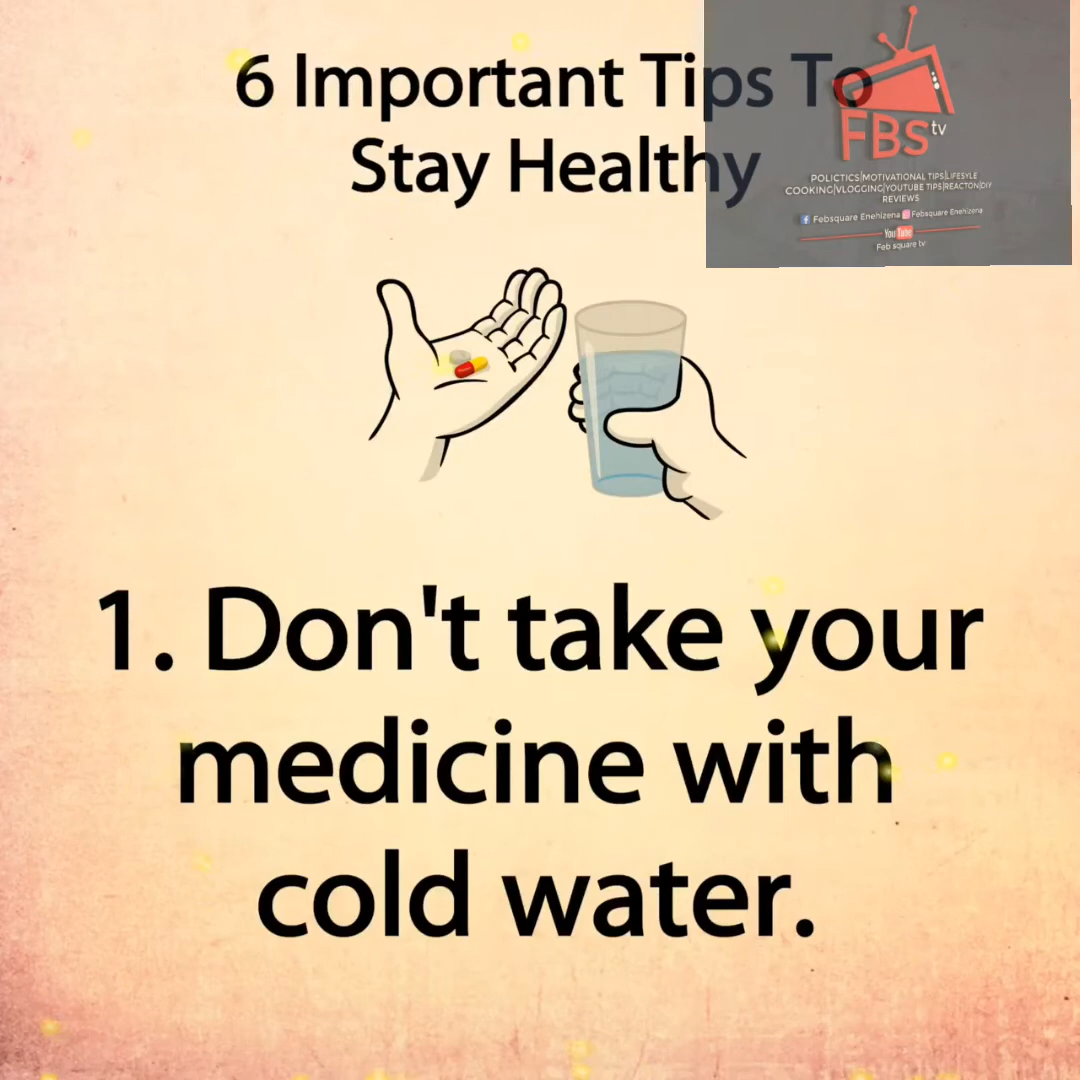 6 Important Tips To
Stay Healthy
FBS tv
POLICTICS|MOTIVATIONAL TIPS|LIFESYLE
COOKING|VLOGGING|YOUTUBE TIPS|REACTON|DIY
REVIEWS
f Febsquare Enehizena Febsquare Enehizena
YouTube
Feb square tv
1. Don't take your
medicine with
cold water.